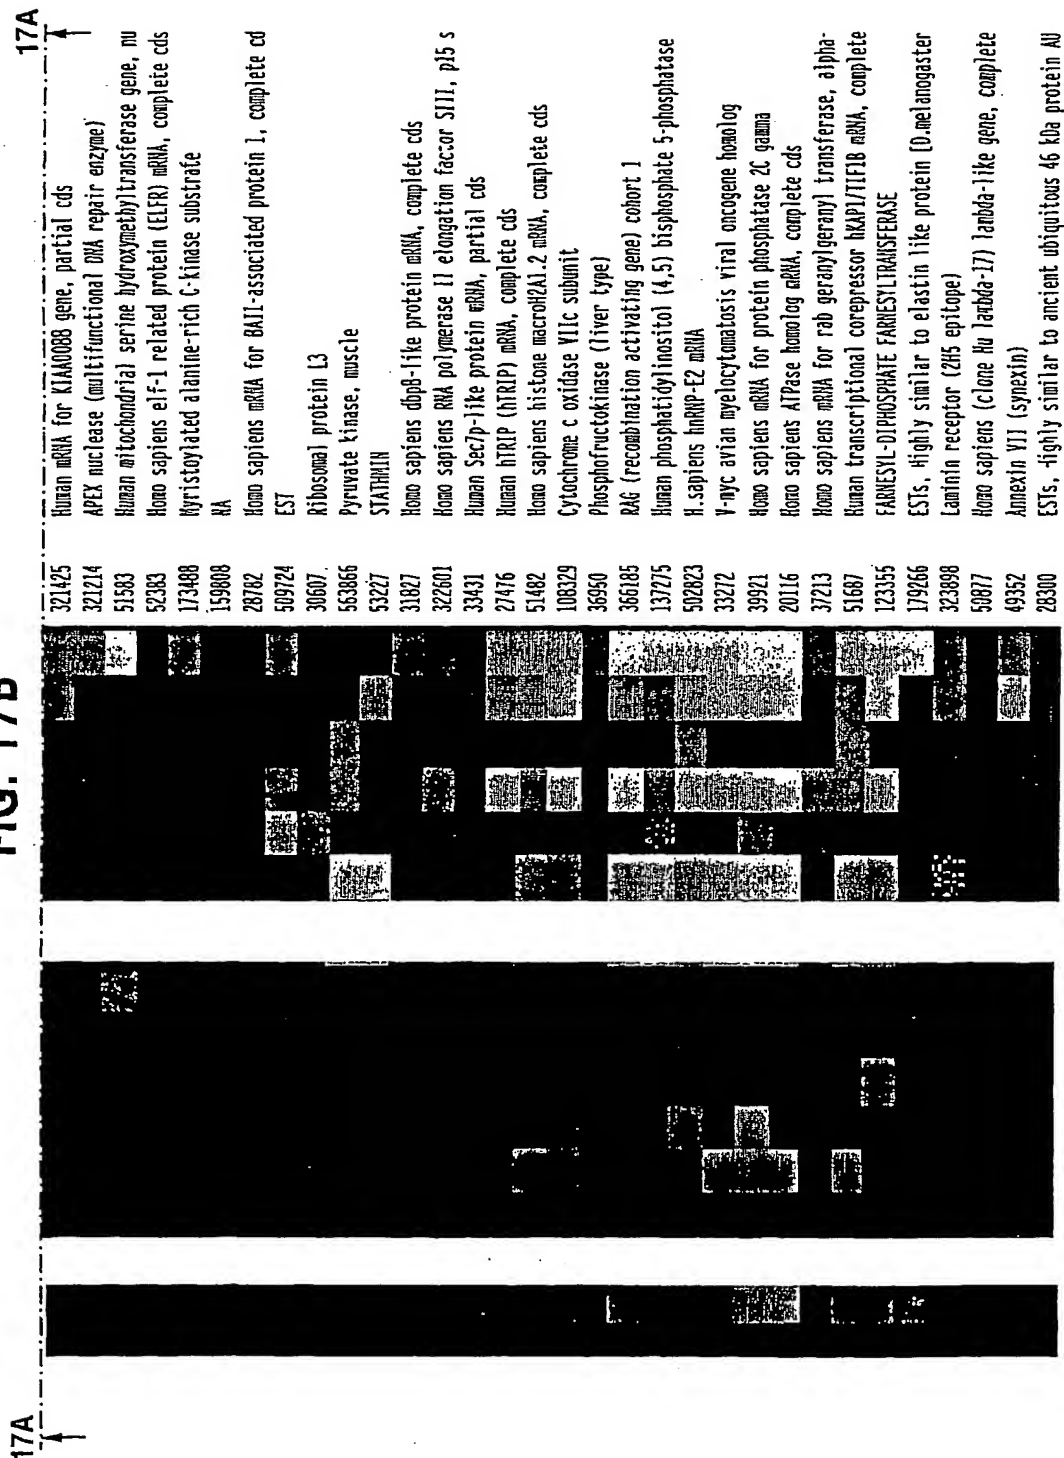 FIG. 17B
17A
17A
321425 Human mRNA for KIAA0088 gene, partial cds
321214 APEX nuclease (multifunctional DNA repair enzyme)
51583 Human mitochondrial serine hydroxymethyltransferase gene, nu
52383 Homo sapiens elf-1 related protein (ELFR) mRNA, complete cds
173488 Myristoylated alanine-rich C-kinase substrate
159808 NA
28782 Homo sapiens mRNA for BAII-associated protein 1, complete cd
509724 EST
30607 Ribosomal protein L3
563866 Pyruvate kinase, muscle
53227 STATHMIN
31827 Homo sapiens dbpB-like protein mRNA, complete cds
322601 Homo sapiens RNA polymerase II elongation factor SIII, p15 s
33431 Human Sec7p-like protein mRNA, partial cds
27476 Human hTRIP (hTRIP) mRNA, complete cds
51482 Homo sapiens histone macroH2A1.2 mRNA, complete cds
108329 Cytochrome c oxidase VIIc subunit
36950 Phosphofructokinase (liver type)
366185 RAG (recombination activating gene) cohort 1
137275 Human phosphatidylinositol (4,5) bisphosphate 5-phosphatase
502823 H.sapiens hnRNP-E2 mRNA
33272 V-myc avian myelocytomatosis viral oncogene homolog
39921 Homo sapiens mRNA for protein phosphatase 2C gamma
20116 Homo sapiens ATPase homolog mRNA, complete cds
37213 Homo sapiens mRNA for rab geranylgeranyl transferase, alpha-
51687 Human transcriptional corepressor hKAP1/TIF1B mRNA, complete
123355 FARNESYL-DIPHOSPHATE FARNESYLTRANSFERASE
179266 ESTs, Highly similar to elastin like protein [D.melanogaster
323898 Laminin receptor (2H5 epitope)
50877 Homo sapiens (clone Hu lambda-17) lambda-like gene, complete
49352 Annexin VII (synexin)
28300 ESTs, Highly similar to ancient ubiquitous 46 kDa protein AU